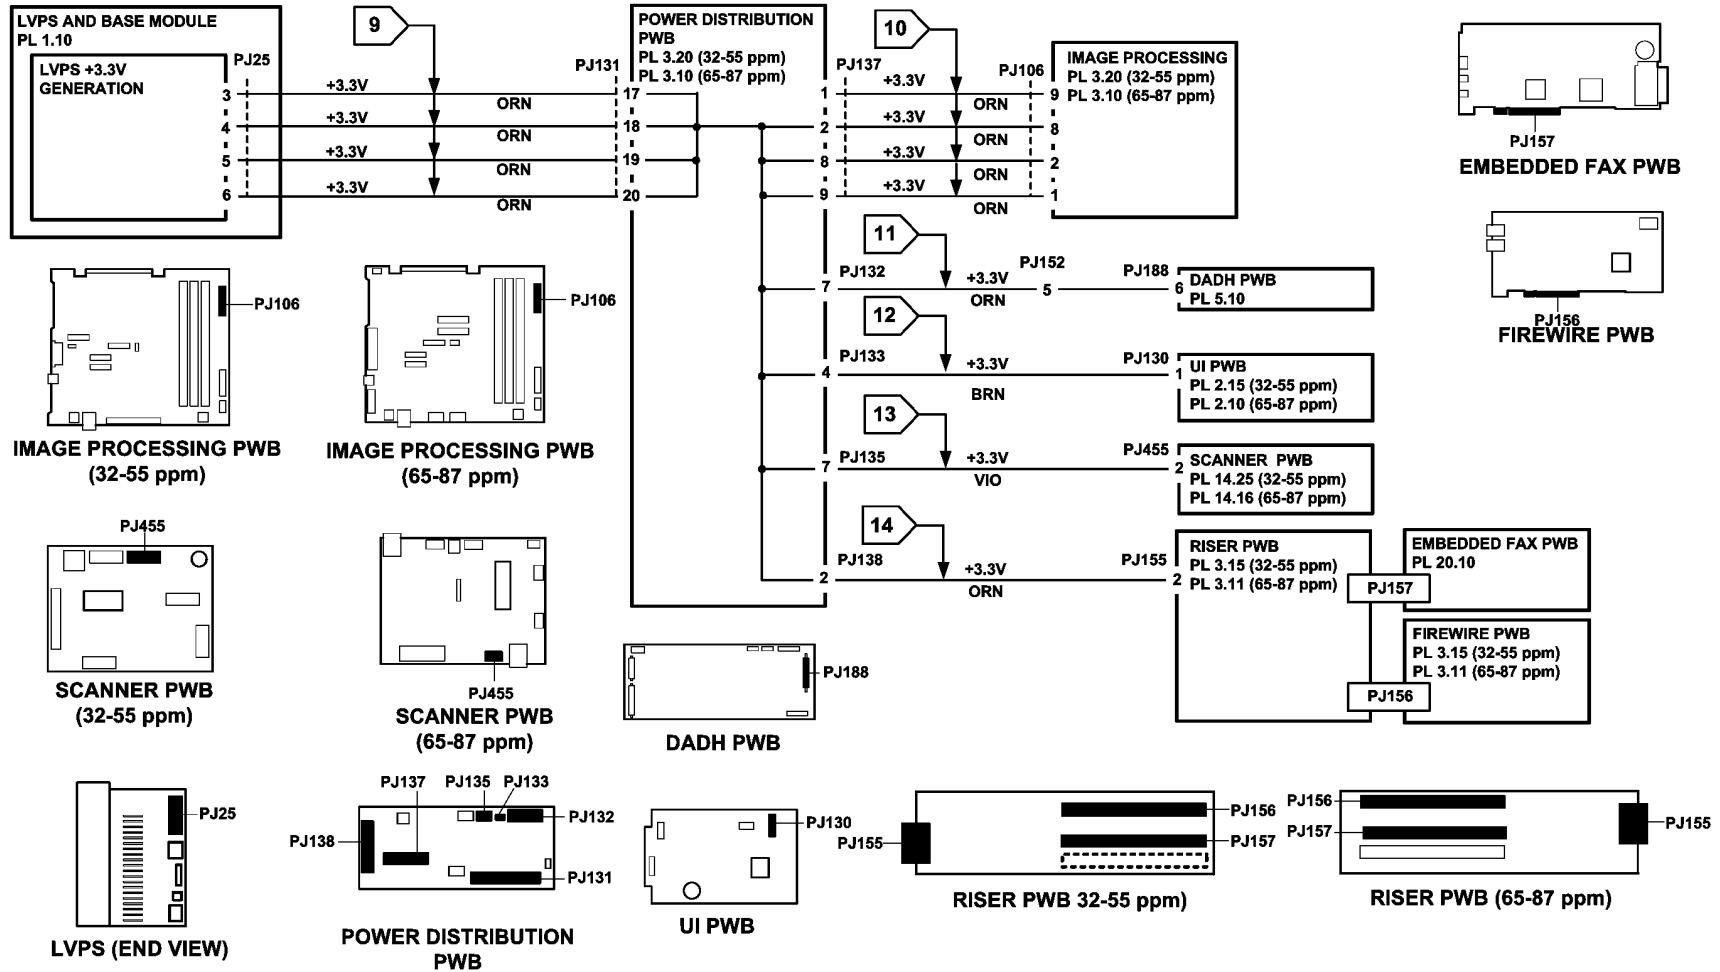 LVPS AND BASE MODULE
PL 1.10
LVPS +3.3V
GENERATION
PJ25
3
4
5
6
9
+3.3V
ORN
+3.3V
ORN
+3.3V
ORN
+3.3V
ORN
PJ131
17
18
19
20
POWER DISTRIBUTION
PWB
PL 3.20 (32-55 ppm)
PL 3.10 (65-87 ppm)
1
2
8
9
PJ137
10
+3.3V
ORN
+3.3V
ORN
+3.3V
ORN
+3.3V
ORN
PJ106
9
8
2
1
IMAGE PROCESSING
PL 3.20 (32-55 ppm)
PL 3.10 (65-87 ppm)
PJ157
EMBEDDED FAX PWB
PJ156
FIREWIRE PWB
11
PJ132
7
+3.3V
ORN
PJ152
5
PJ188
6
DADH PWB
PL 5.10
12
PJ133
4
+3.3V
BRN
PJ130
1
UI PWB
PL 2.15 (32-55 ppm)
PL 2.10 (65-87 ppm)
13
PJ135
7
+3.3V
VIO
PJ455
2
SCANNER PWB
PL 14.25 (32-55 ppm)
PL 14.16 (65-87 ppm)
14
PJ138
2
+3.3V
ORN
PJ155
2
RISER PWB
PL 3.15 (32-55 ppm)
PL 3.11 (65-87 ppm)
PJ157
EMBEDDED FAX PWB
PL 20.10
PJ156
FIREWIRE PWB
PL 3.15 (32-55 ppm)
PL 3.11 (65-87 ppm)
PJ106
IMAGE PROCESSING PWB
(32-55 ppm)
PJ106
IMAGE PROCESSING PWB
(65-87 ppm)
PJ455
SCANNER PWB
(32-55 ppm)
PJ455
SCANNER PWB
(65-87 ppm)
PJ188
DADH PWB
PJ25
LVPS (END VIEW)
PJ137
PJ135
PJ133
PJ132
PJ138
PJ131
POWER DISTRIBUTION
PWB
PJ130
UI PWB
PJ155
PJ156
PJ157
RISER PWB 32-55 ppm)
PJ156
PJ157
PJ155
RISER PWB (65-87 ppm)